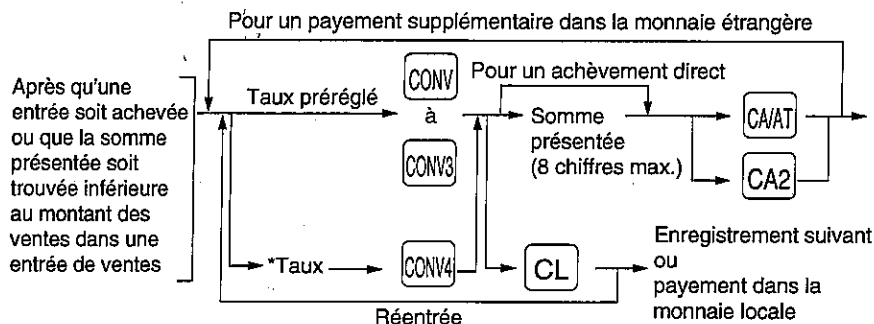 Pour un payement supplémentaire dans la monnaie étrangère
Après qu'une
entrée soit achevée
ou que la somme
présentée soit
trouvée inférieure
au montant des
ventes dans une
entrée de ventes
Taux préréglé
CONV
à
CONV3
Pour un achèvement direct
Somme
présentée
(8 chiffres max.)
CA/AT
CA2
*Taux
CONV4
CL
Enregistrement suivant
ou
payement dans la
monnaie locale
Réentrée